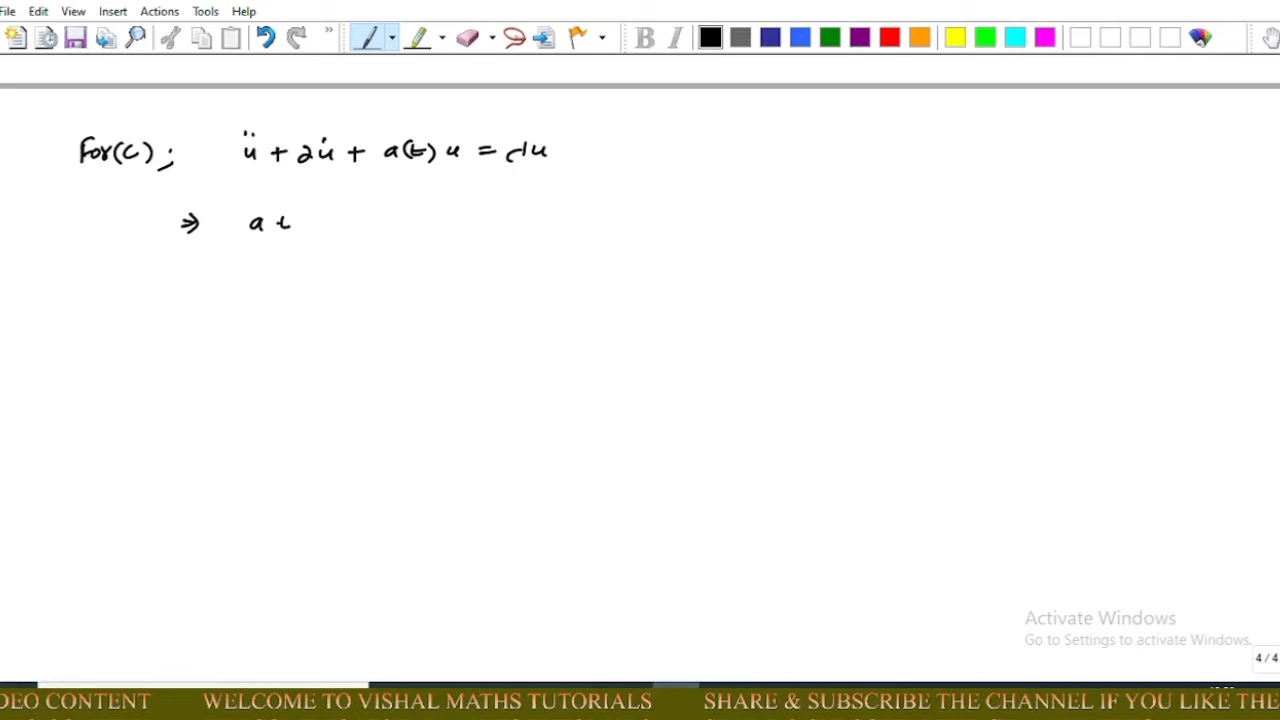 File Edit View Insert Actions Tools Help
» B I
For(C); ü + 2u̇ + a(t) u = du
⇒ a t
Activate Windows
Go to Settings to activate Windows.
4 / 4
DEO CONTENT WELCOME TO VISHAL MATHS TUTORIALS SHARE & SUBSCRIBE THE CHANNEL IF YOU LIKE THE